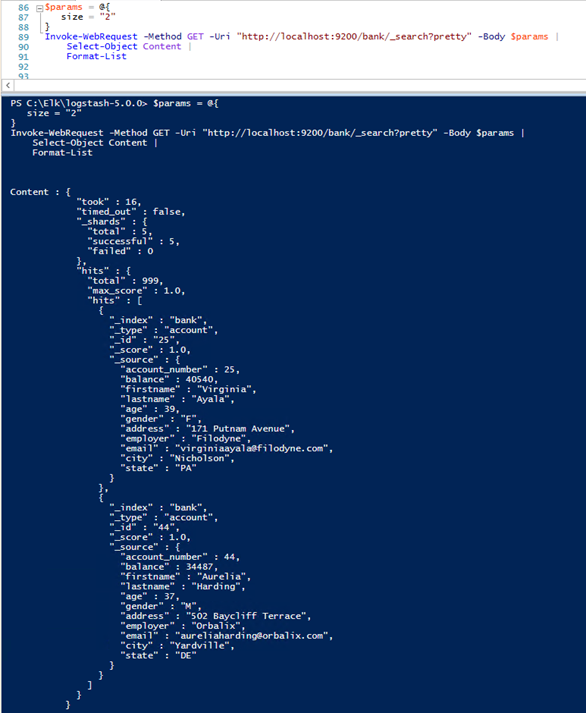 86 $params = @{
87 size = "2"
88 }
89 Invoke-WebRequest -Method GET -Uri "http://localhost:9200/bank/_search?pretty" -Body $params |
90 Select-Object Content |
91 Format-List
92
93
PS C:\Elk\logstash-5.0.0> $params = @{
size = "2"
}
Invoke-WebRequest -Method GET -Uri "http://localhost:9200/bank/_search?pretty" -Body $params |
Select-Object Content |
Format-List
Content : {
"took" : 16,
"timed_out" : false,
"_shards" : {
"total" : 5,
"successful" : 5,
"failed" : 0
},
"hits" : {
"total" : 999,
"max_score" : 1.0,
"hits" : [
{
"_index" : "bank",
"_type" : "account",
"_id" : "25",
"_score" : 1.0,
"_source" : {
"account_number" : 25,
"balance" : 40540,
"firstname" : "Virginia",
"lastname" : "Ayala",
"age" : 39,
"gender" : "F",
"address" : "171 Putnam Avenue",
"employer" : "Filodyne",
"email" : "virginiaayala@filodyne.com",
"city" : "Nicholson",
"state" : "PA"
}
},
{
"_index" : "bank",
"_type" : "account",
"_id" : "44",
"_score" : 1.0,
"_source" : {
"account_number" : 44,
"balance" : 34487,
"firstname" : "Aurelia",
"lastname" : "Harding",
"age" : 37,
"gender" : "M",
"address" : "502 Baycliff Terrace",
"employer" : "Orbalix",
"email" : "aureliaharding@orbalix.com",
"city" : "Yardville",
"state" : "DE"
}
}
]
}
}